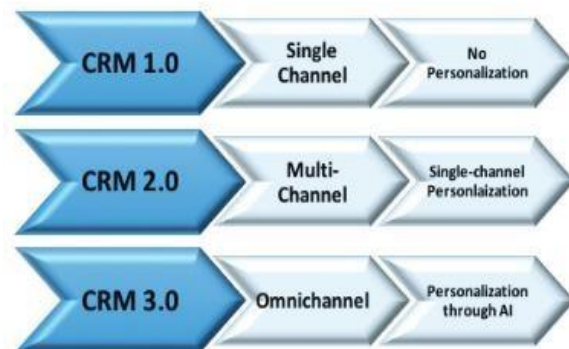 CRM 1.0
Single
Channel
No
Personalization
CRM 2.0
Multi-
Channel
Single-channel
Personlaization
CRM 3.0
Omnichannel
Personalization
through AI